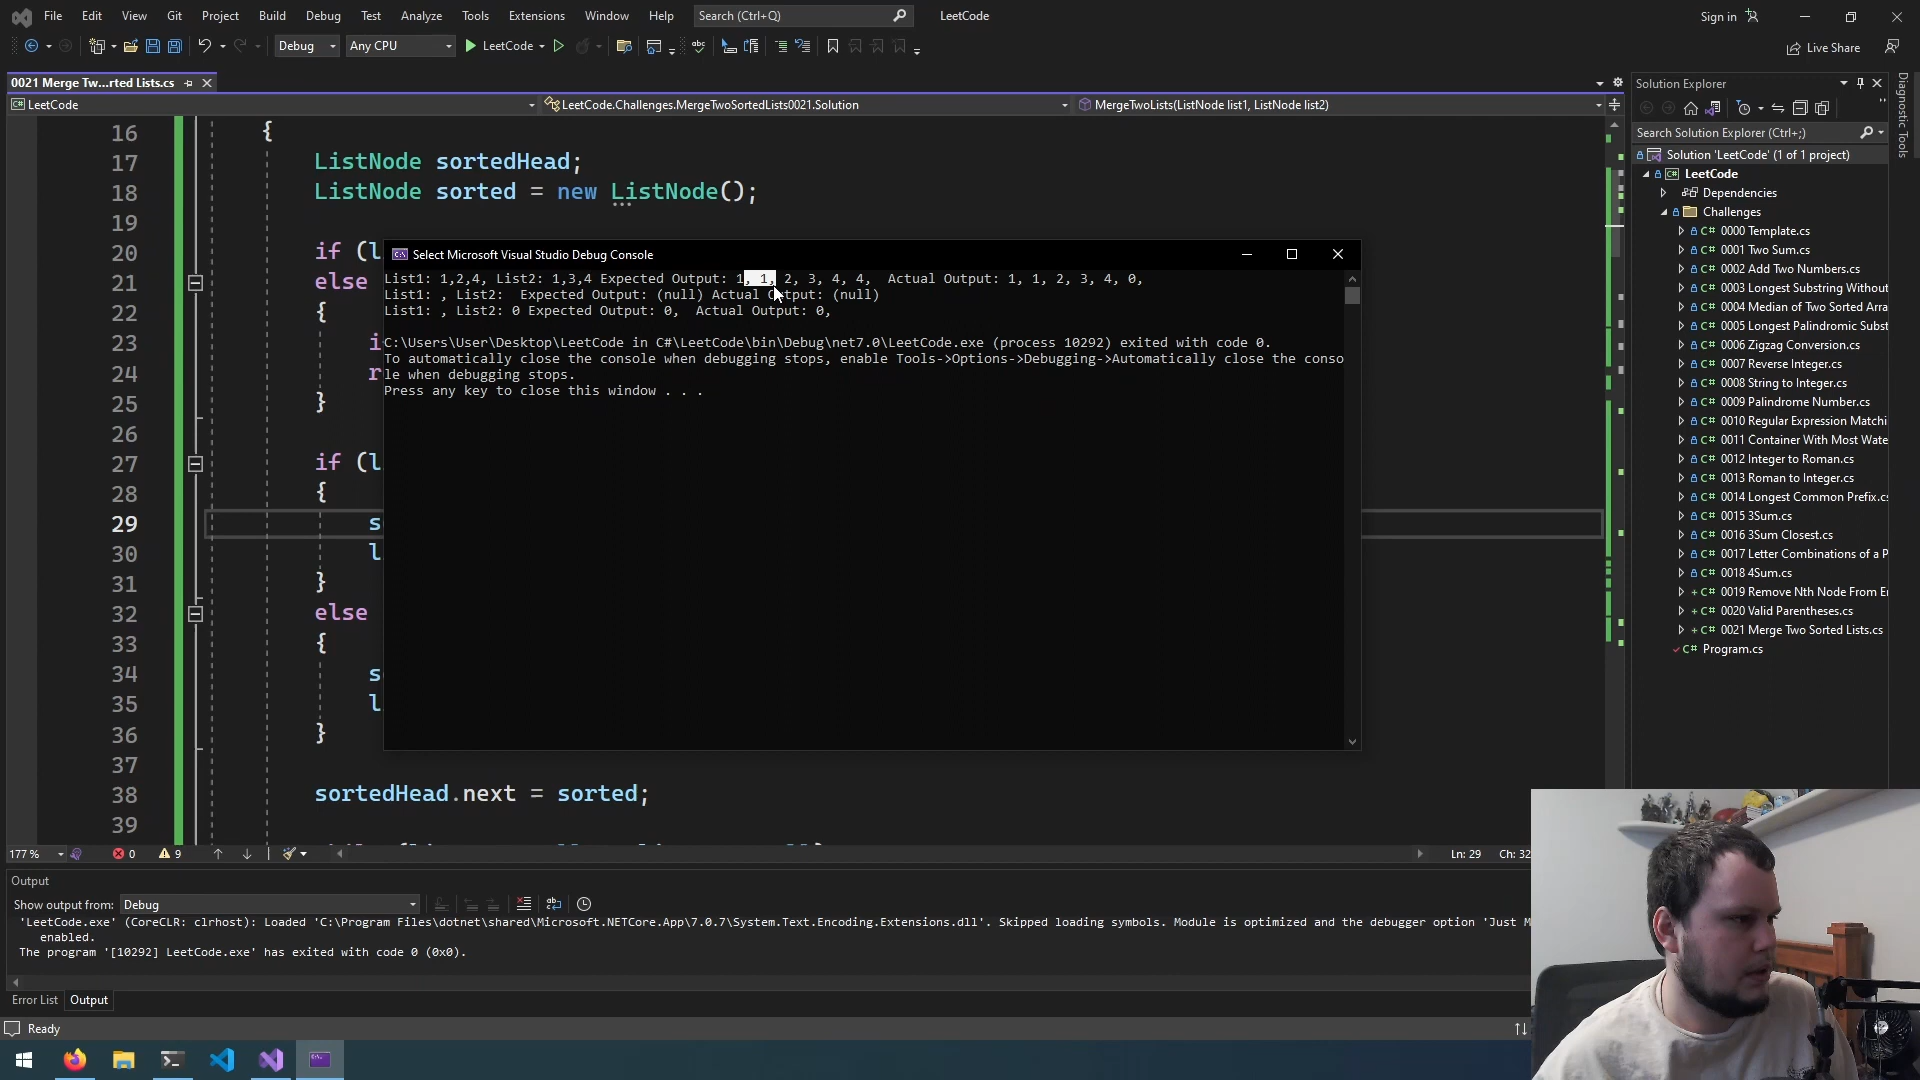 File Edit View Git Project Build Debug Test Analyze Tools Extensions Window Help Search (Ctrl+Q) LeetCode Sign in
Debug Any CPU LeetCode Live Share
0021 Merge Tw...rted Lists.cs
LeetCode LeetCode.Challenges.MergeTwoSortedLists0021.Solution MergeTwoLists(ListNode list1, ListNode list2)
16 {
17 ListNode sortedHead;
18 ListNode sorted = new ListNode();
19
20 if (l
21 else
22 {
23 i
24 r
25 }
26
27 if (l
28 {
29 s
30 l
31 }
32 else
33 {
34 s
35 l
36 }
37
38 sortedHead.next = sorted;
39
Select Microsoft Visual Studio Debug Console
List1: 1,2,4, List2: 1,3,4 Expected Output: 1, 1, 2, 3, 4, 4, Actual Output: 1, 1, 2, 3, 4, 0,
List1: , List2: Expected Output: (null) Actual Output: (null)
List1: , List2: 0 Expected Output: 0, Actual Output: 0,
C:\Users\User\Desktop\LeetCode in C#\LeetCode\bin\Debug\net7.0\LeetCode.exe (process 10292) exited with code 0.
To automatically close the console when debugging stops, enable Tools->Options->Debugging->Automatically close the conso
le when debugging stops.
Press any key to close this window . . .
Solution Explorer
Search Solution Explorer (Ctrl+;)
Solution 'LeetCode' (1 of 1 project)
LeetCode
Dependencies
Challenges
0000 Template.cs
0001 Two Sum.cs
0002 Add Two Numbers.cs
0003 Longest Substring Without
0004 Median of Two Sorted Arra
0005 Longest Palindromic Subst
0006 Zigzag Conversion.cs
0007 Reverse Integer.cs
0008 String to Integer.cs
0009 Palindrome Number.cs
0010 Regular Expression Matchi
0011 Container With Most Wate
0012 Integer to Roman.cs
0013 Roman to Integer.cs
0014 Longest Common Prefix.cs
0015 3Sum.cs
0016 3Sum Closest.cs
0017 Letter Combinations of a P
0018 4Sum.cs
0019 Remove Nth Node From E
0020 Valid Parentheses.cs
0021 Merge Two Sorted Lists.cs
Program.cs
Diagnostic Tools
177 % 0 9 Ln: 29 Ch: 32
Output
Show output from: Debug
'LeetCode.exe' (CoreCLR: clrhost): Loaded 'C:\Program Files\dotnet\shared\Microsoft.NETCore.App\7.0.7\System.Text.Encoding.Extensions.dll'. Skipped loading symbols. Module is optimized and the debugger option 'Just M
enabled.
The program '[10292] LeetCode.exe' has exited with code 0 (0x0).
Error List Output
Ready